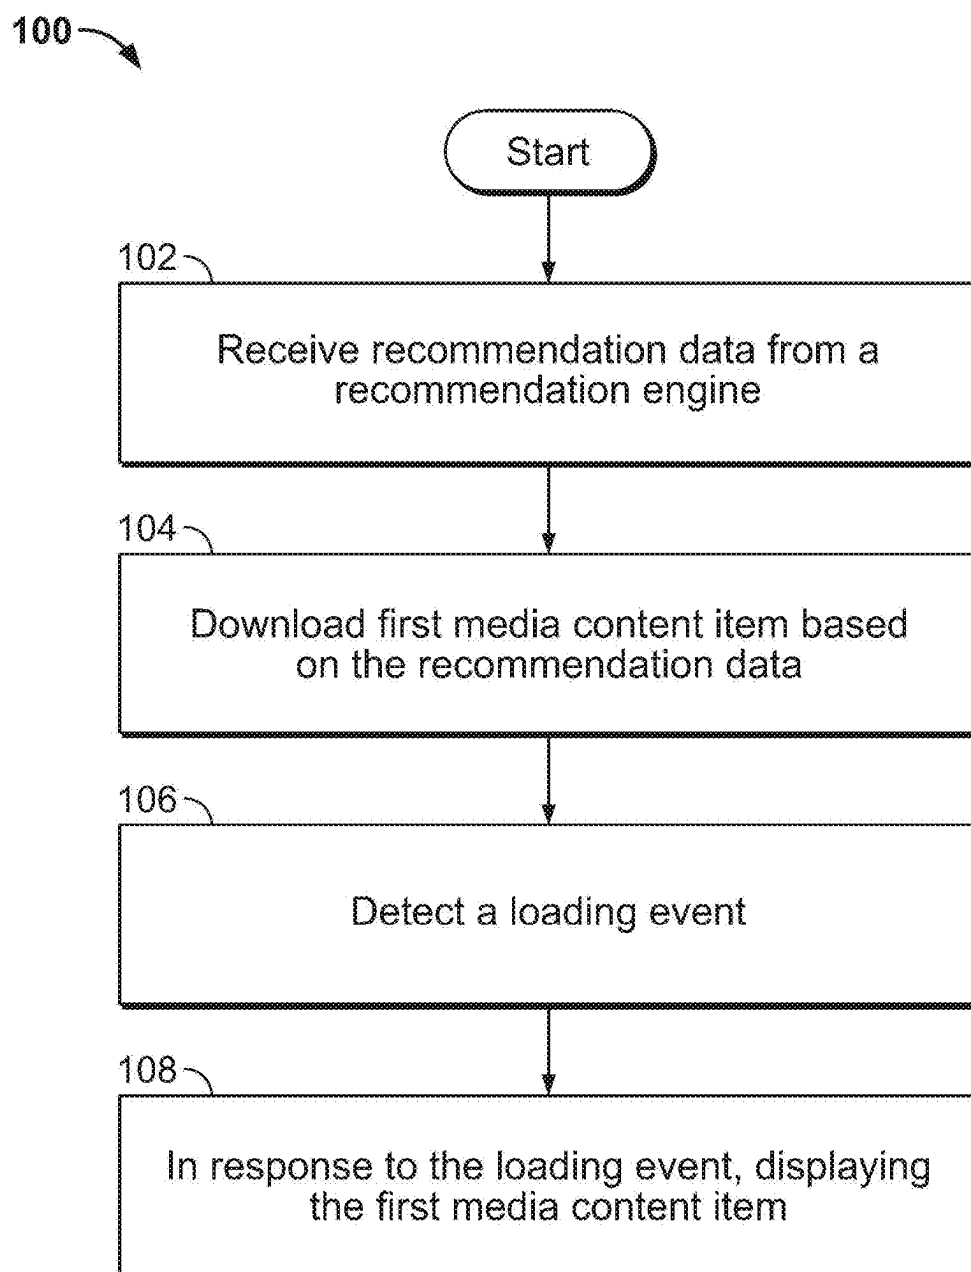 100
Start
102
Receive recommendation data from a
recommendation engine
104
Download first media content item based
on the recommendation data
106
Detect a loading event
108
In response to the loading event, displaying
the first media content item